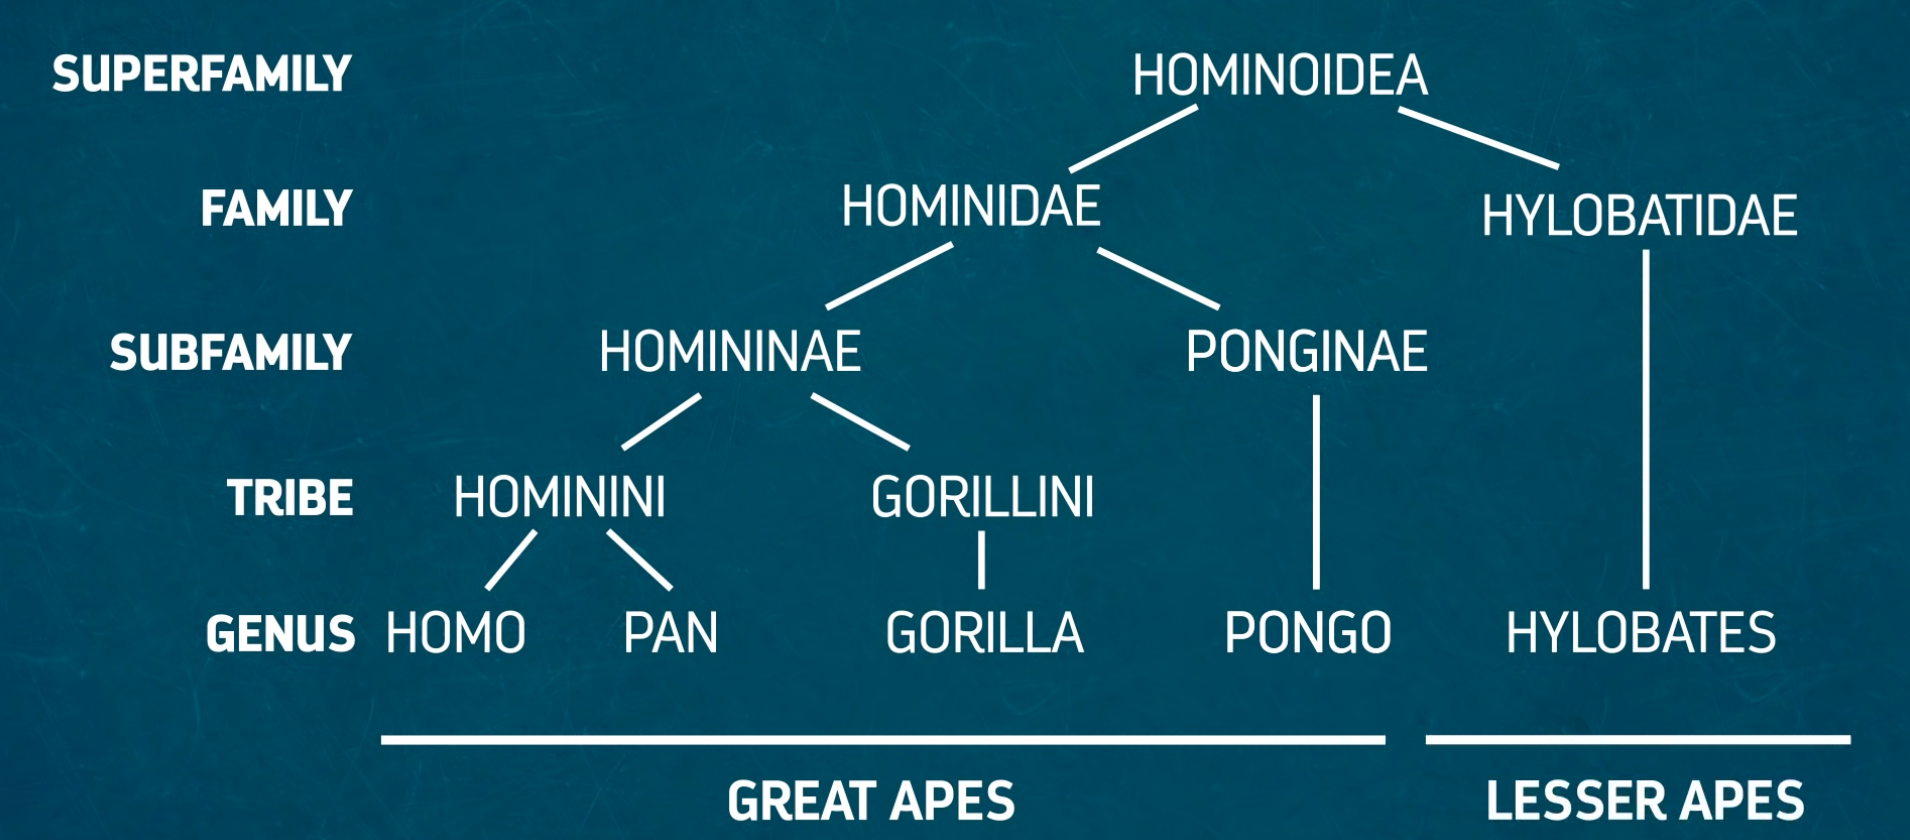 SUPERFAMILY HOMINOIDEA
FAMILY HOMINIDAE HYLOBATIDAE
SUBFAMILY HOMININAE PONGINAE
TRIBE HOMININI GORILLINI
GENUS HOMO PAN GORILLA PONGO HYLOBATES
GREAT APES LESSER APES